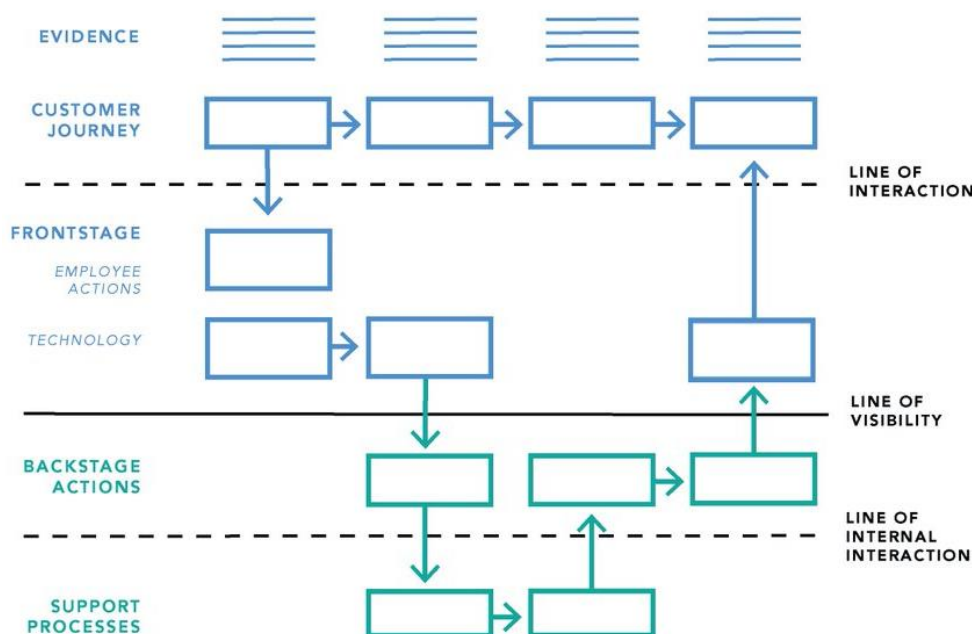 EVIDENCE
CUSTOMER
JOURNEY
LINE OF
INTERACTION
FRONTSTAGE
EMPLOYEE
ACTIONS
TECHNOLOGY
LINE OF
VISIBILITY
BACKSTAGE
ACTIONS
LINE OF
INTERNAL
INTERACTION
SUPPORT
PROCESSES